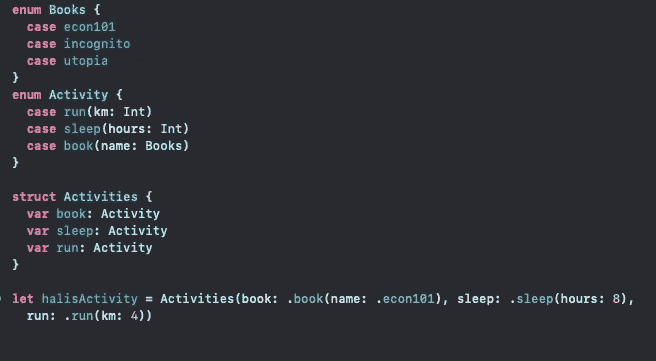 enum Books {
  case econ101
  case incognito
  case utopia
}
enum Activity {
  case run(km: Int)
  case sleep(hours: Int)
  case book(name: Books)
}

struct Activities {
  var book: Activity
  var sleep: Activity
  var run: Activity
}

let halisActivity = Activities(book: .book(name: .econ101), sleep: .sleep(hours: 8),
  run: .run(km: 4))